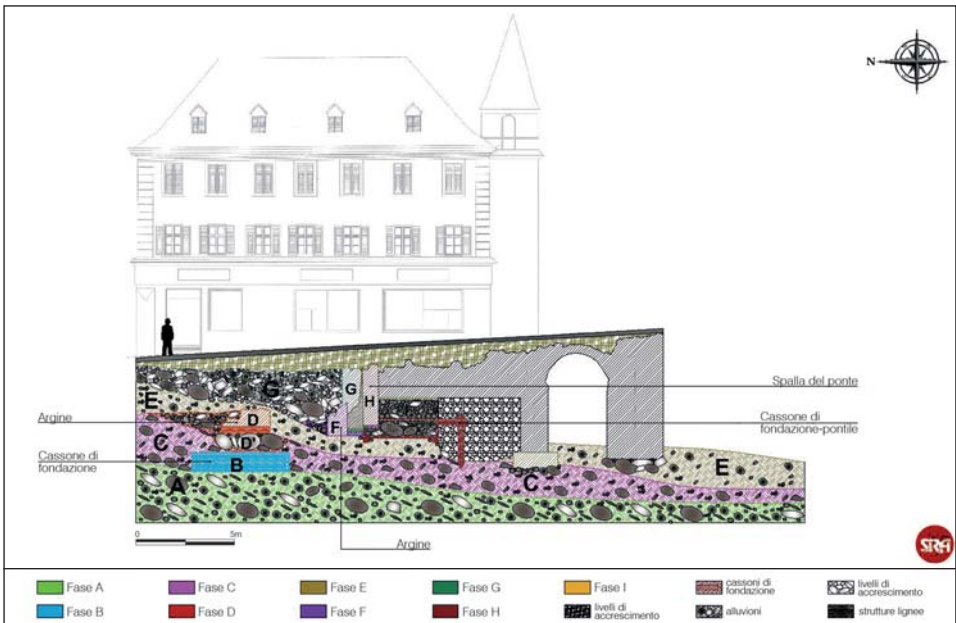 N
G
G
H
E
F
D
D'
C
B
A
C
E
Argine
Cassone di
fondazione
Spalla del ponte
Cassone di
fondazione-pontile
Argine
0
5m
SRA
Fase A
Fase C
Fase E
Fase G
Fase I
cassoni di
fondazione
livelli di
accrescimento
Fase B
Fase D
Fase F
Fase H
livelli di
accrescimento
alluvioni
strutture lignee